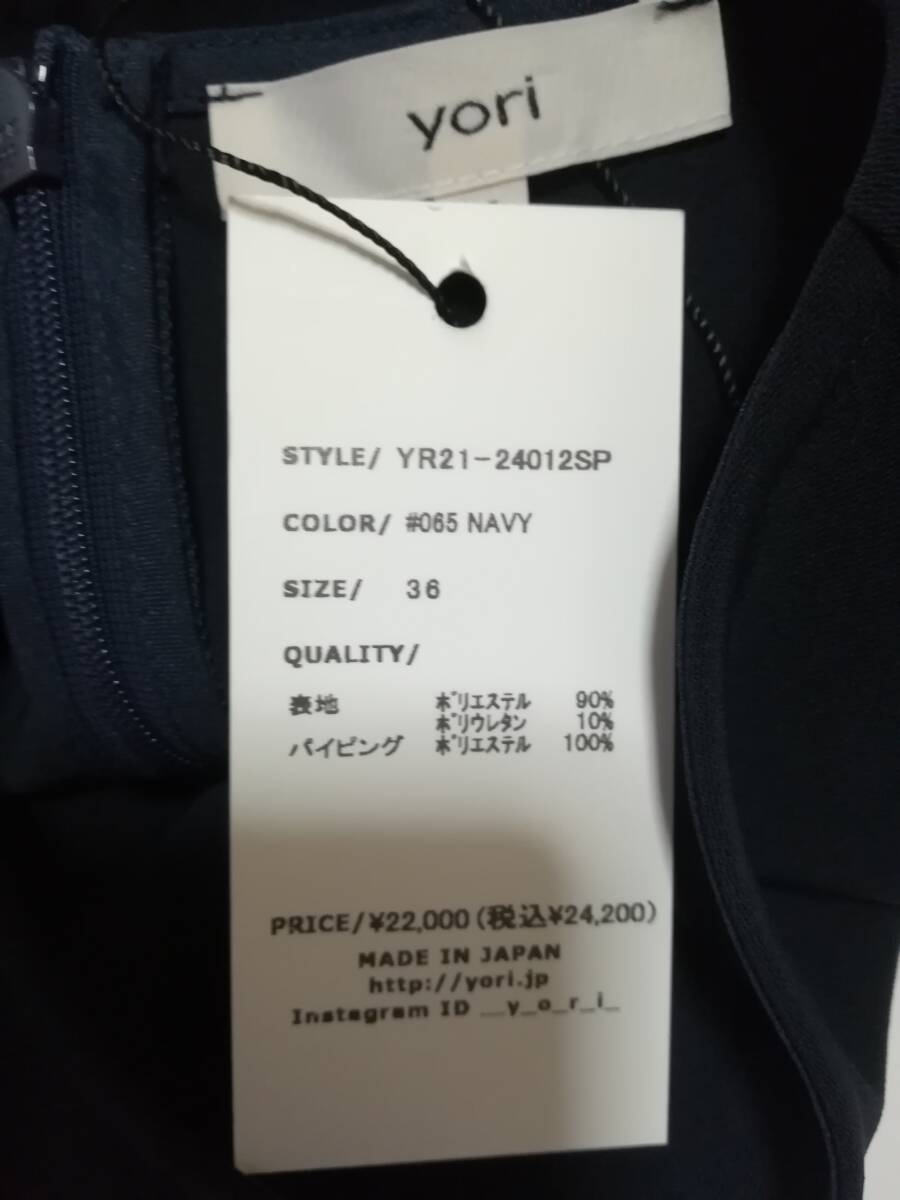 yori
STYLE/ YR21-24012SP
COLOR/ #065 NAVY
SIZE/ 36
QUALITY/
表地 ポリエステル 90%
ポリウレタン 10%
パイピング ポリエステル 100%
PRICE/¥22,000(税込¥24,200)
MADE IN JAPAN
http://yori.jp
Instagram ID __y_o_r_i_